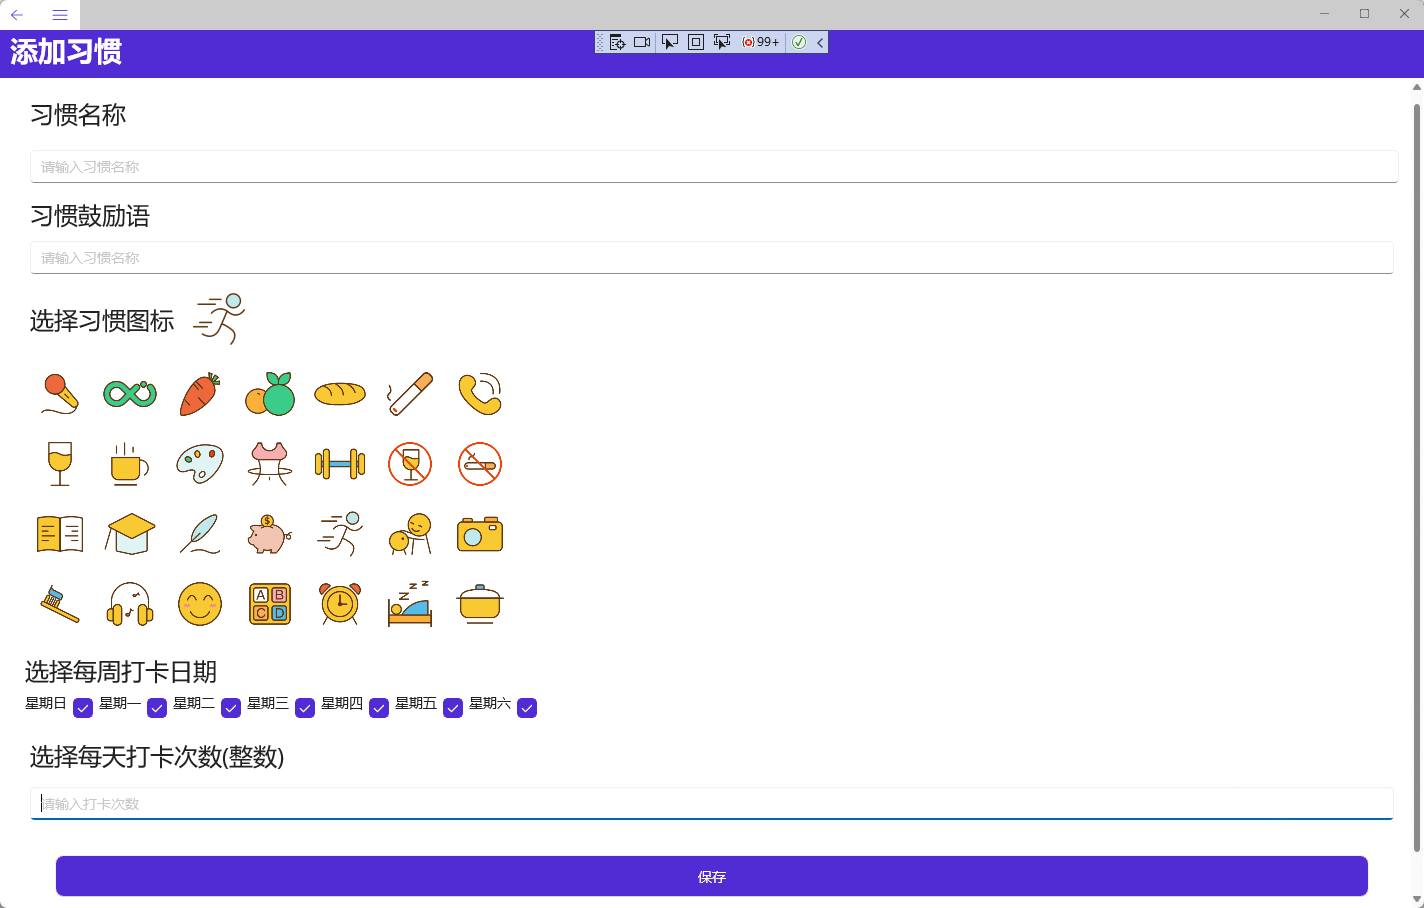 添加习惯
99+
习惯名称
请输入习惯名称
习惯鼓励语
请输入习惯名称
选择习惯图标
$
A B
C D
z z z
选择每周打卡日期
星期日 星期一 星期二 星期三 星期四 星期五 星期六
选择每天打卡次数(整数)
请输入打卡次数
保存